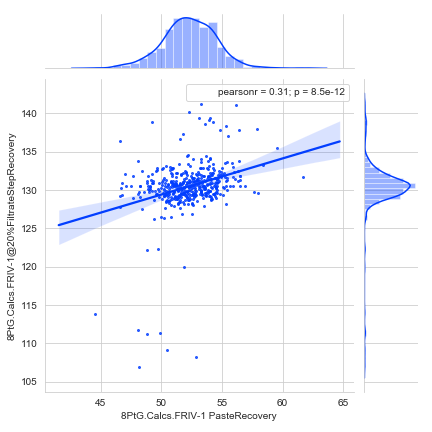 pearsonr = 0.31; p = 8.5e-12
8PtG.Calcs.FRIV-1@20%FiltrateStepRecovery
140
135
130
125
120
115
110
105
45 50 55 60 65
8PtG.Calcs.FRIV-1 PasteRecovery